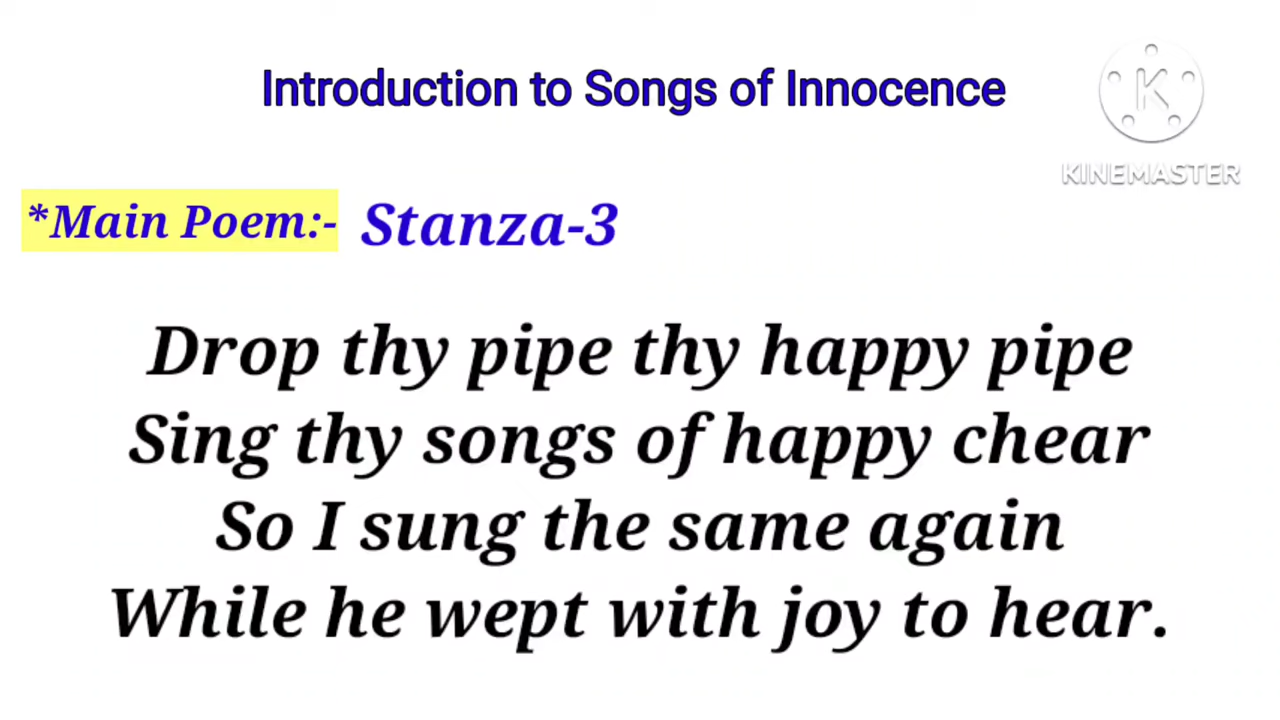 Introduction to Songs of Innocence
K
KINEMASTER
*Main Poem:- Stanza-3
Drop thy pipe thy happy pipe
Sing thy songs of happy chear
So I sung the same again
While he wept with joy to hear.